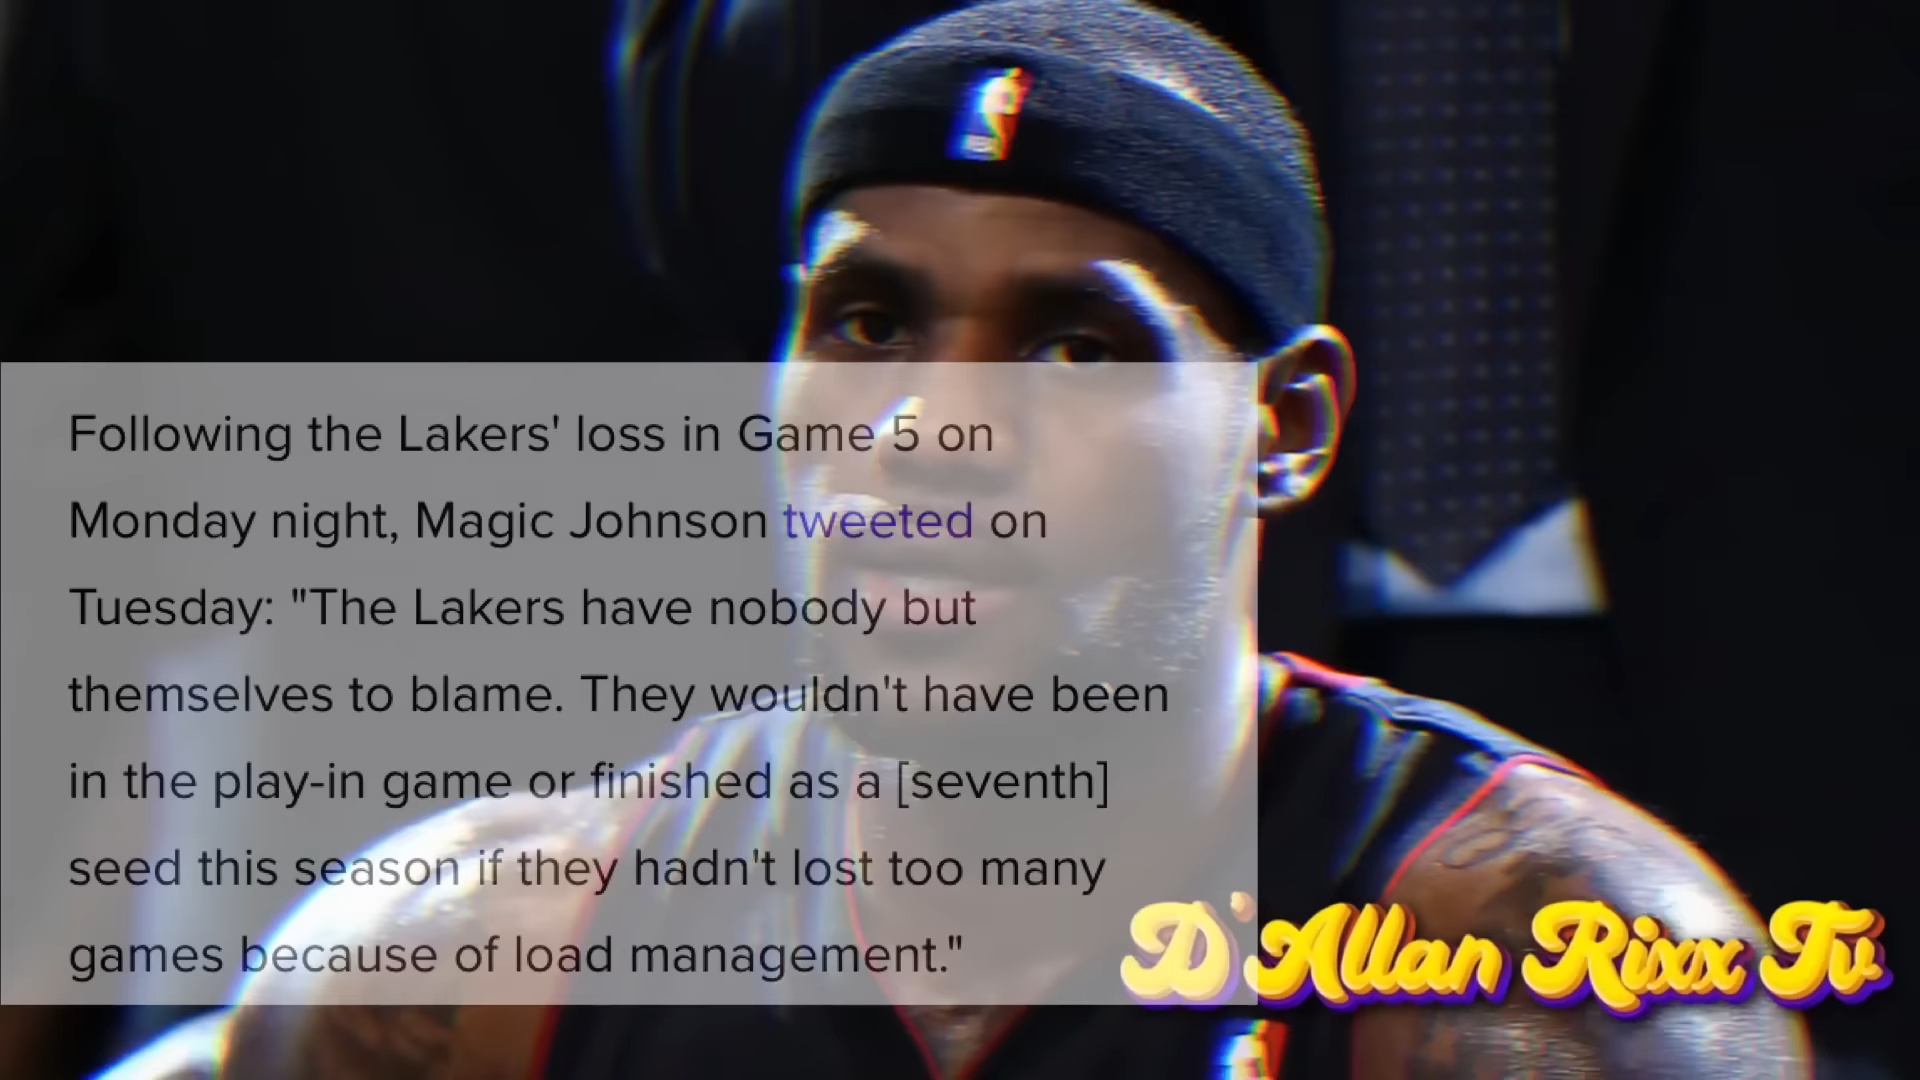 Following the Lakers' loss in Game 5 on
Monday night, Magic Johnson tweeted on
Tuesday: "The Lakers have nobody but
themselves to blame. They wouldn't have been
in the play-in game or finished as a [seventh]
seed this season if they hadn't lost too many
games because of load management."
D'Allan Rixx Tv